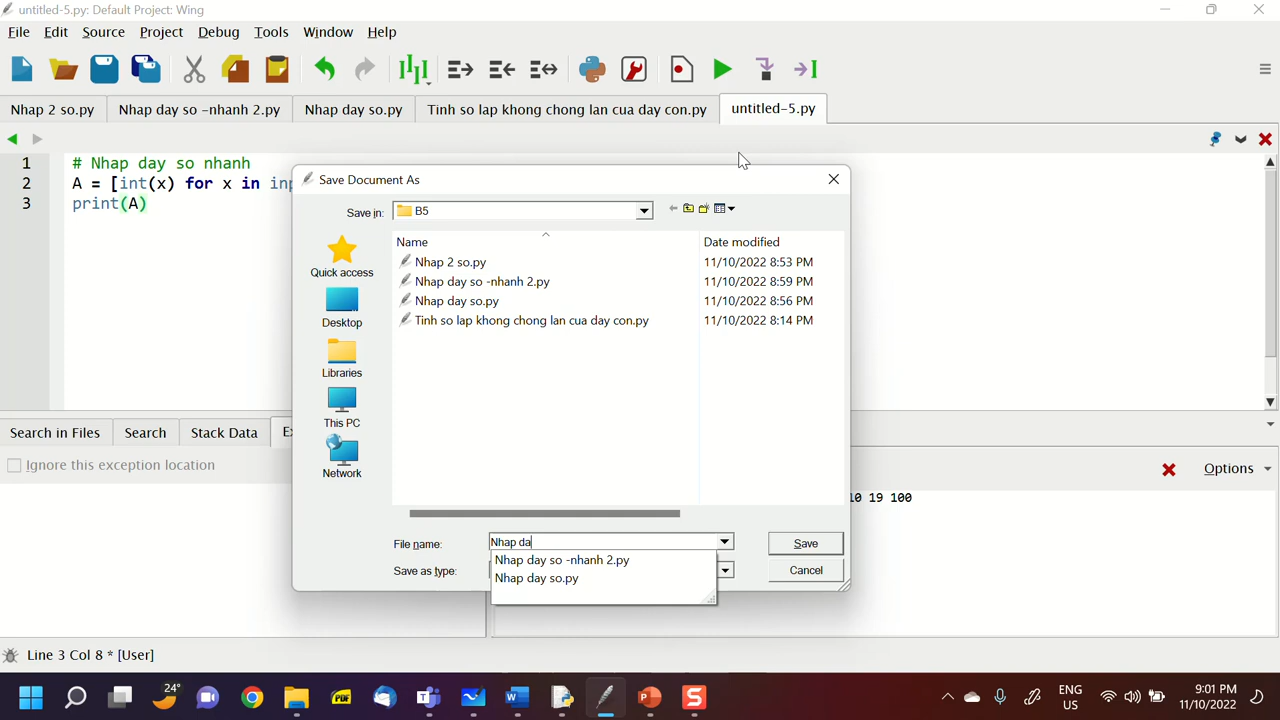 untitled-5.py: Default Project: Wing
File Edit Source Project Debug Tools Window Help
Nhap 2 so.py Nhap day so -nhanh 2.py Nhap day so.py Tinh so lap khong chong lan cua day con.py untitled-5.py
1 # Nhap day so nhanh
2 A = [int(x) for x in inp
3 print(A)
Save Document As
Save in: B5
Name Date modified
Nhap 2 so.py 11/10/2022 8:53 PM
Nhap day so -nhanh 2.py 11/10/2022 8:59 PM
Nhap day so.py 11/10/2022 8:56 PM
Tinh so lap khong chong lan cua day con.py 11/10/2022 8:14 PM
Quick access
Desktop
Libraries
This PC
Network
File name: Nhap da Save
Nhap day so -nhanh 2.py
Save as type: Cancel
Nhap day so.py
Search in Files Search Stack Data
Ignore this exception location
Options
10 19 100
Line 3 Col 8 * [User]
24°
PDF
ENG
US
9:01 PM
11/10/2022